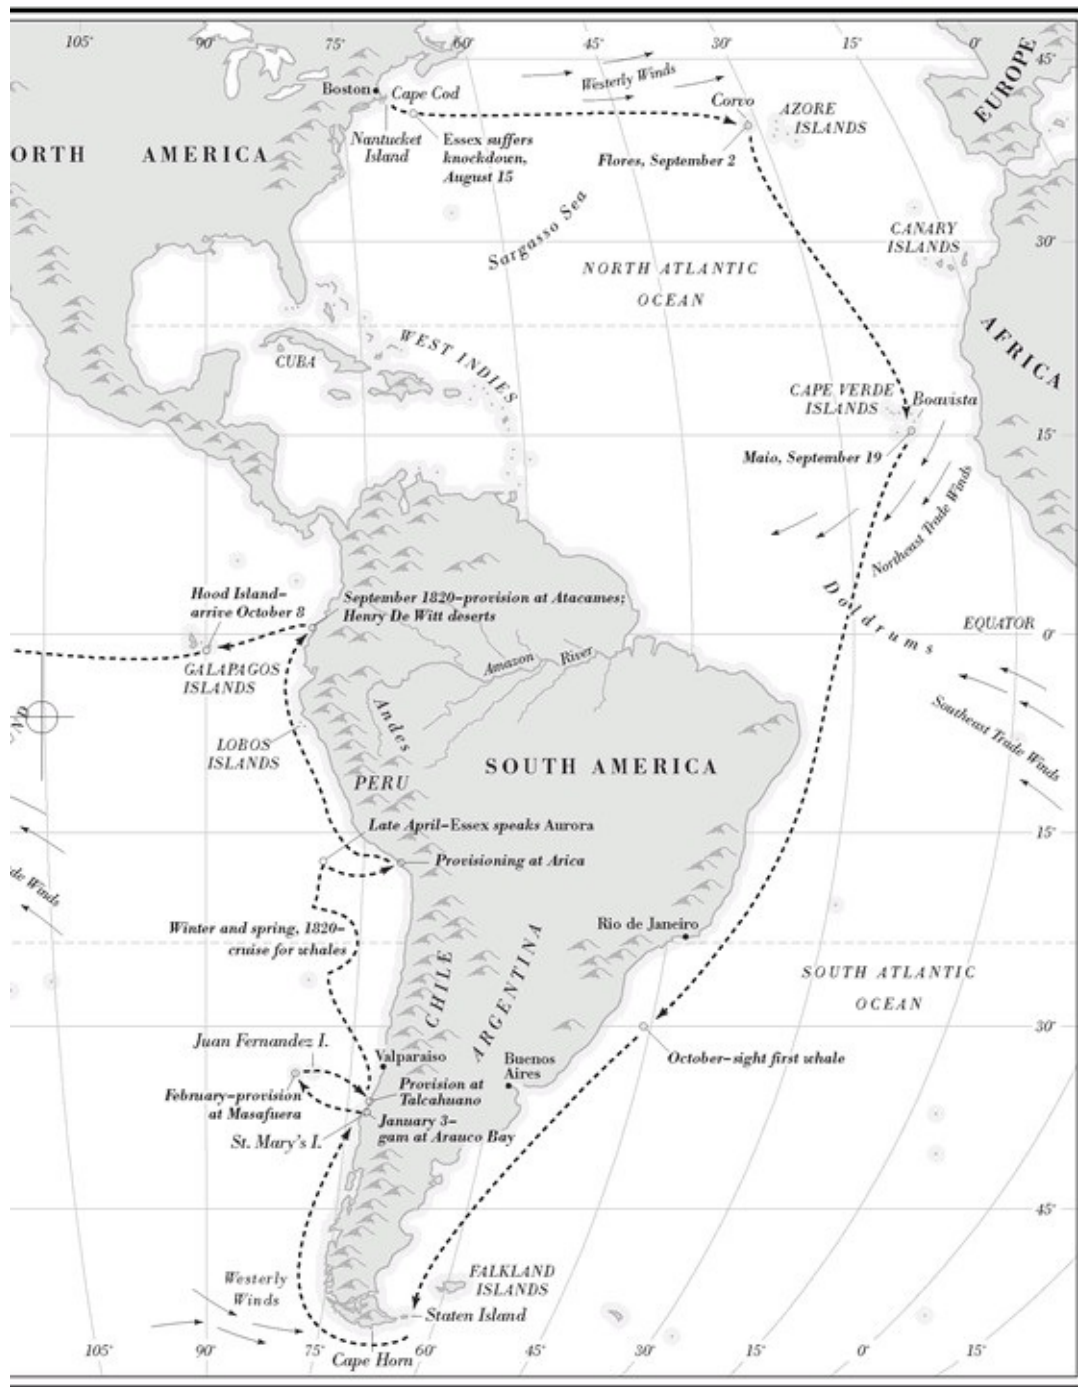 105°
90°
75°
60°
45°
30°
15°
0°
45°
Westerly Winds
EUROPE
Boston
Cape Cod
Corvo
AZORE
ISLANDS
ORTH AMERICA
Nantucket
Island
Essex suffers
knockdown,
August 15
Flores, September 2
Sargasso Sea
CANARY
ISLANDS
30°
NORTH ATLANTIC
OCEAN
AFRICA
WEST INDIES
CUBA
CAPE VERDE
ISLANDS
Boavista
15°
Maio, September 19
Northeast Trade Winds
Hood Island–
arrive October 8
September 1820–provision at Atacames;
Henry De Witt deserts
Doldrums
EQUATOR
0°
GALAPAGOS
ISLANDS
Amazon River
Andes
Southeast Trade Winds
UND
LOBOS
ISLANDS
SOUTH AMERICA
PERU
Late April–Essex speaks Aurora
15°
Provisioning at Arica
de Winds
Winter and spring, 1820–
cruise for whales
Rio de Janeiro
CHILE
ARGENTINA
SOUTH ATLANTIC
OCEAN
30°
Juan Fernandez I.
Valparaiso
Buenos
Aires
October–sight first whale
February–provision
at Masafuera
Provision at
Talcahuano
St. Mary's I.
January 3–
gam at Arauco Bay
45°
Westerly
Winds
FALKLAND
ISLANDS
Staten Island
Cape Horn
105°
90°
75°
60°
45°
30°
15°
0°
15°